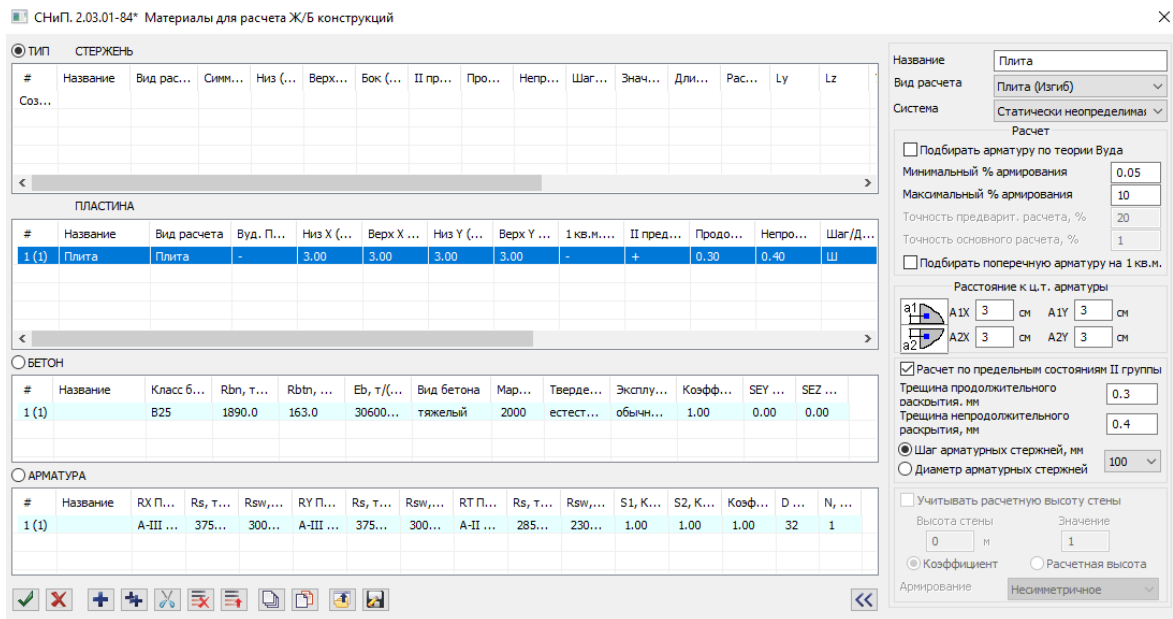 СНиП. 2.03.01-84* Материалы для расчета Ж/Б конструкций
ТИП СТЕРЖЕНЬ
# Название Вид рас... Симм... Низ (... Верх... Бок (... II пр... Про... Непр... Шаг... Знач... Дли... Рас... Ly Lz
Соз...
ПЛАСТИНА
# Название Вид расчета Вуд. П... Низ X (... Верх X ... Низ Y (... Верх Y ... 1 кв.м.... II пред... Продо... Непро... Шаг/Д...
1 (1) Плита Плита - 3.00 3.00 3.00 3.00 - + 0.30 0.40 Ш
БЕТОН
# Название Класс б... Rbn, т... Rbtn, ... Eb, т/(... Вид бетона Мар... Тверде... Эксплу... Коэфф... SEY ... SEZ ...
1 (1) B25 1890.0 163.0 30600... тяжелый 2000 естест... обычн... 1.00 0.00 0.00
АРМАТУРА
# Название RX П... Rs, т... Rsw,... RY П... Rs, т... Rsw,... RT П... Rs, т... Rsw,... S1, К... S2, К... Коэф... D ... N, ...
1 (1) A-III ... 375... 300... A-III ... 375... 300... A-II ... 285... 230... 1.00 1.00 1.00 32 1
Название Плита
Вид расчета Плита (Изгиб)
Система Статически неопределимая
Расчет
Подбирать арматуру по теории Вуда
Минимальный % армирования 0.05
Максимальный % армирования 10
Точность предварит. расчета, % 20
Точность основного расчета, % 1
Подбирать поперечную арматуру на 1 кв.м.
Расстояние к ц.т. арматуры
a1 A1X 3 см A1Y 3 см
a2 A2X 3 см A2Y 3 см
Расчет по предельным состояниям II группы
Трещина продолжительного
раскрытия. мм 0.3
Трещина непродолжительного
раскрытия, мм 0.4
Шаг арматурных стержней, мм
100
Диаметр арматурных стержней
Учитывать расчетную высоту стены
Высота стены Значение
0 м 1
Коэффициент Расчетная высота
Армирование Несимметричное